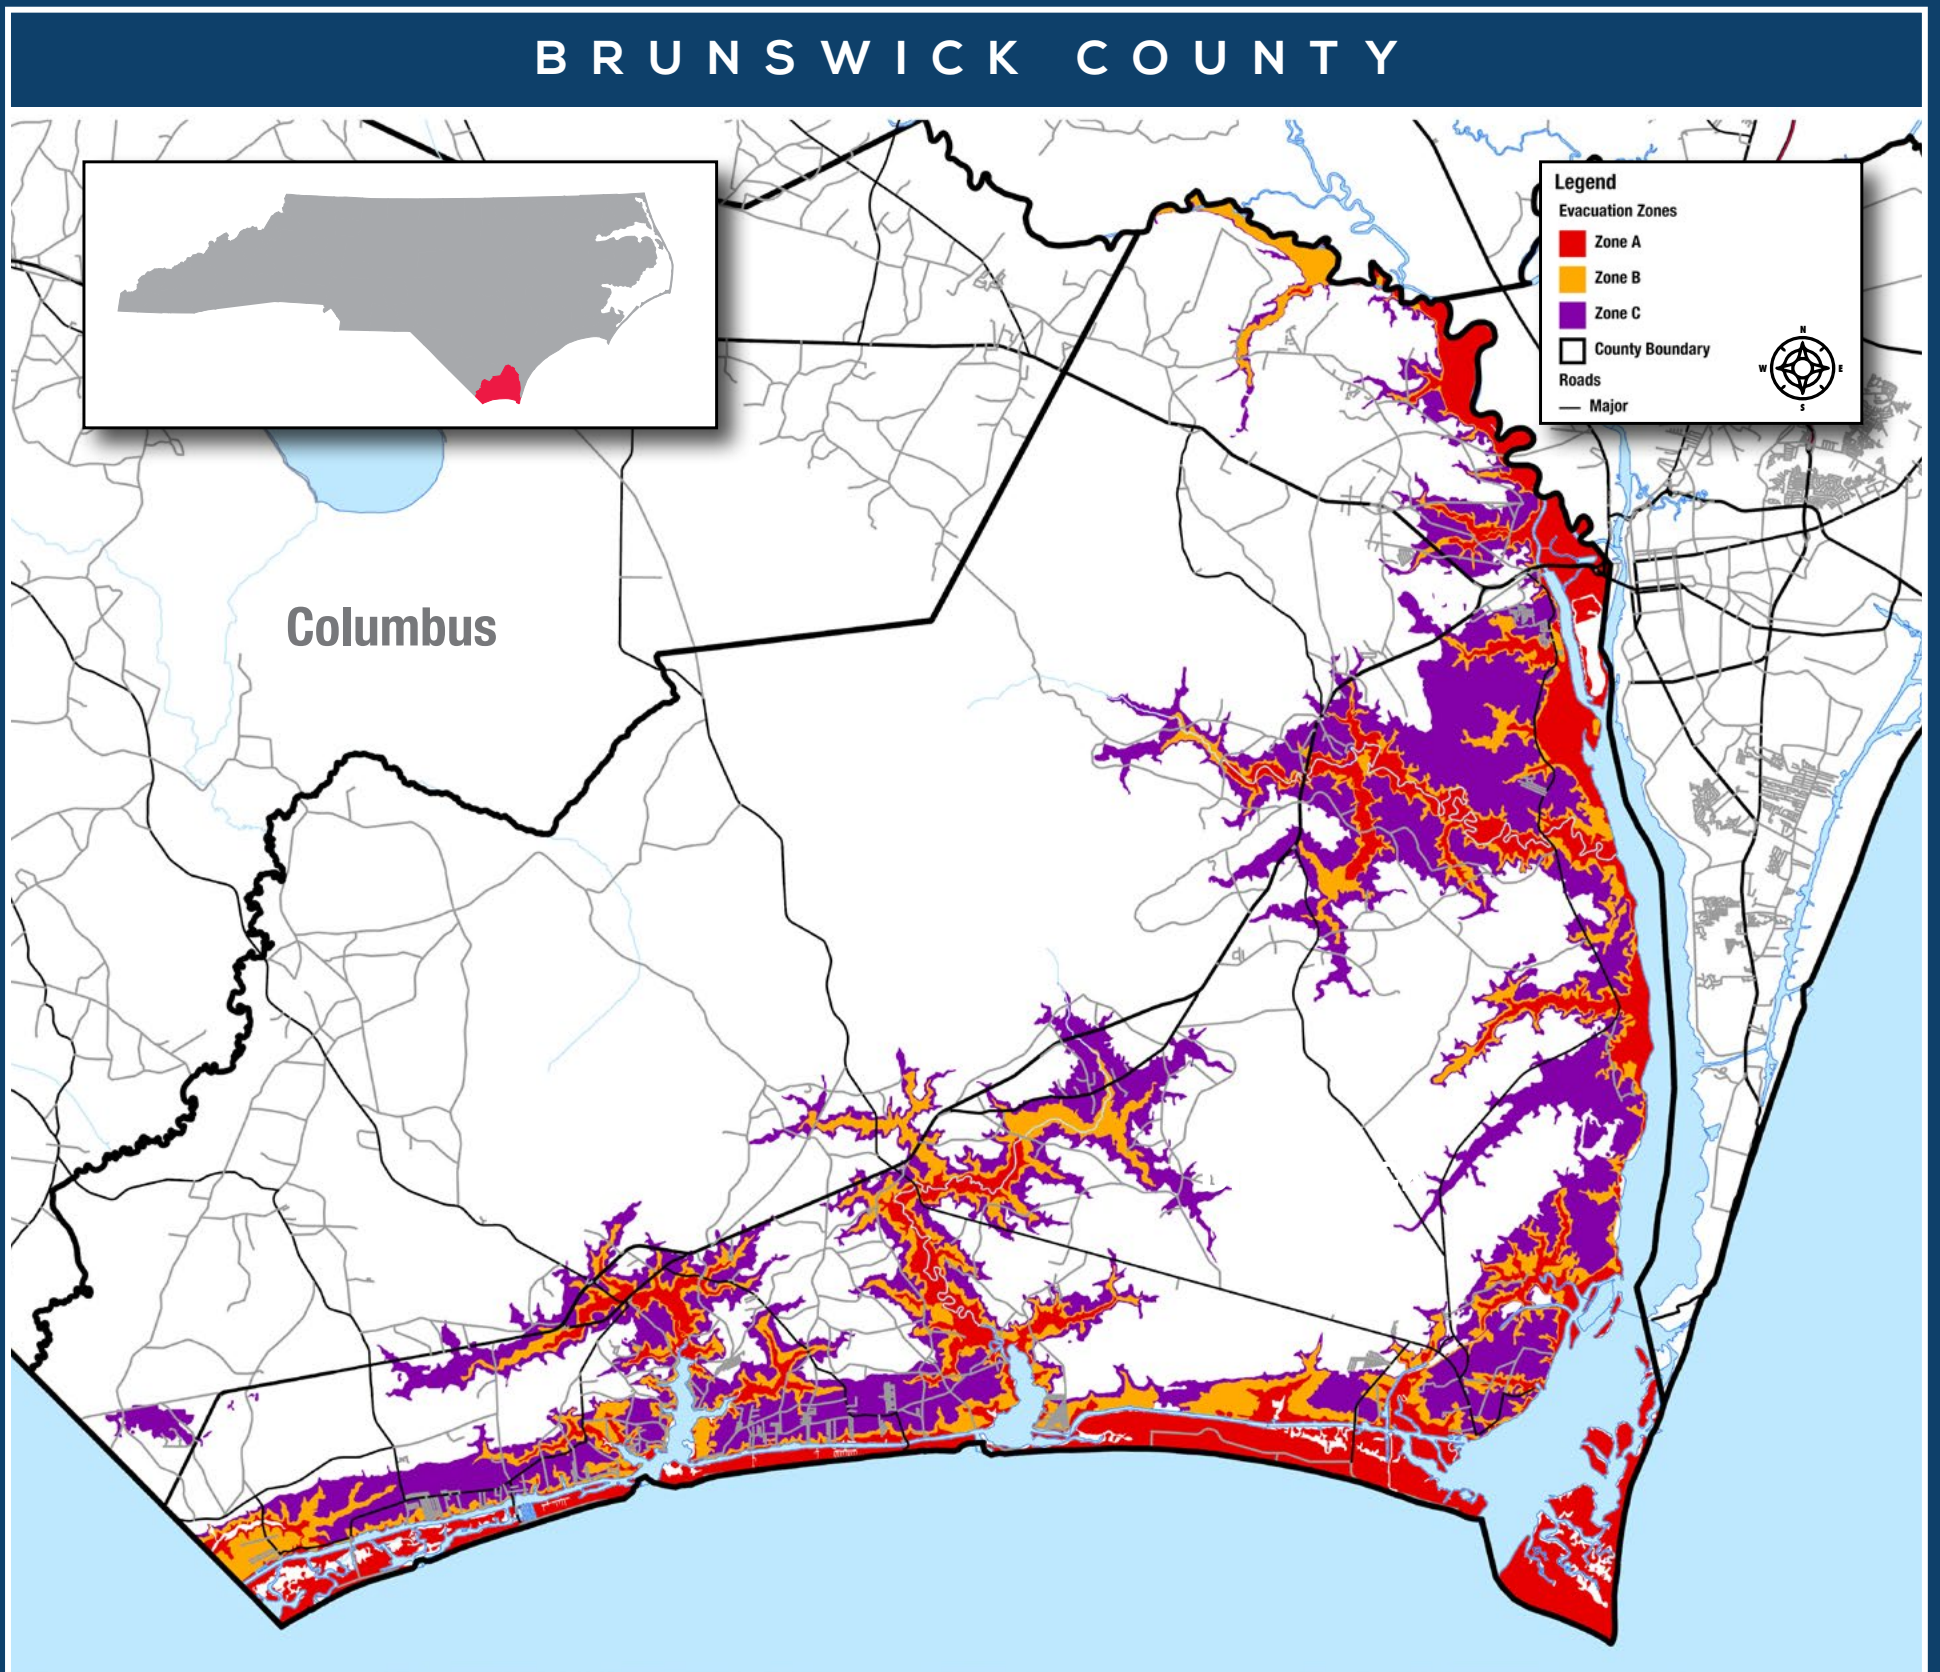 BRUNSWICK COUNTY
Legend
Evacuation Zones
Zone A
Zone B
Zone C
County Boundary
Roads
Major
N
W E
S
Columbus